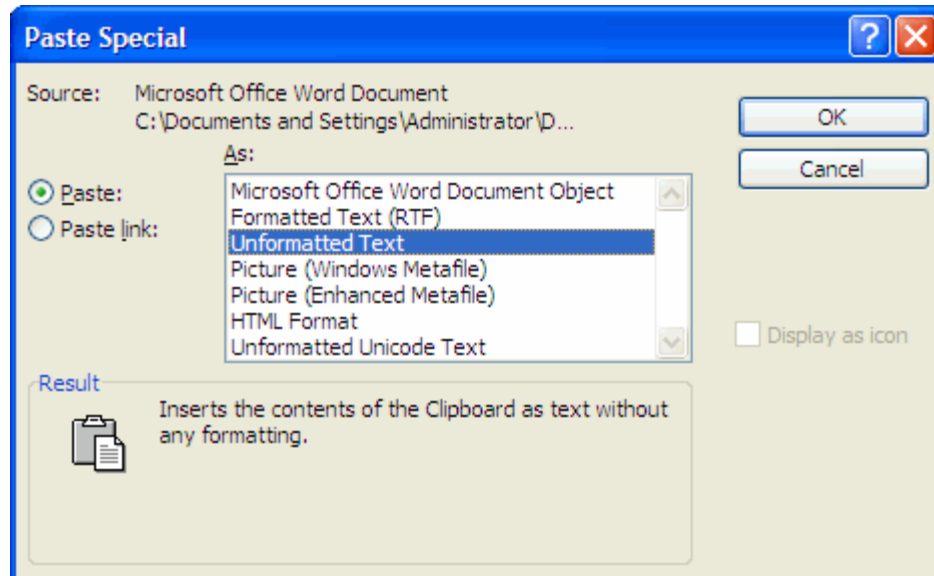 Paste Special
Source: Microsoft Office Word Document
C:\Documents and Settings\Administrator\D...
As:
OK
Cancel
Paste:
Paste link:
Microsoft Office Word Document Object
Formatted Text (RTF)
Unformatted Text
Picture (Windows Metafile)
Picture (Enhanced Metafile)
HTML Format
Unformatted Unicode Text
Display as icon
Result
Inserts the contents of the Clipboard as text without
any formatting.